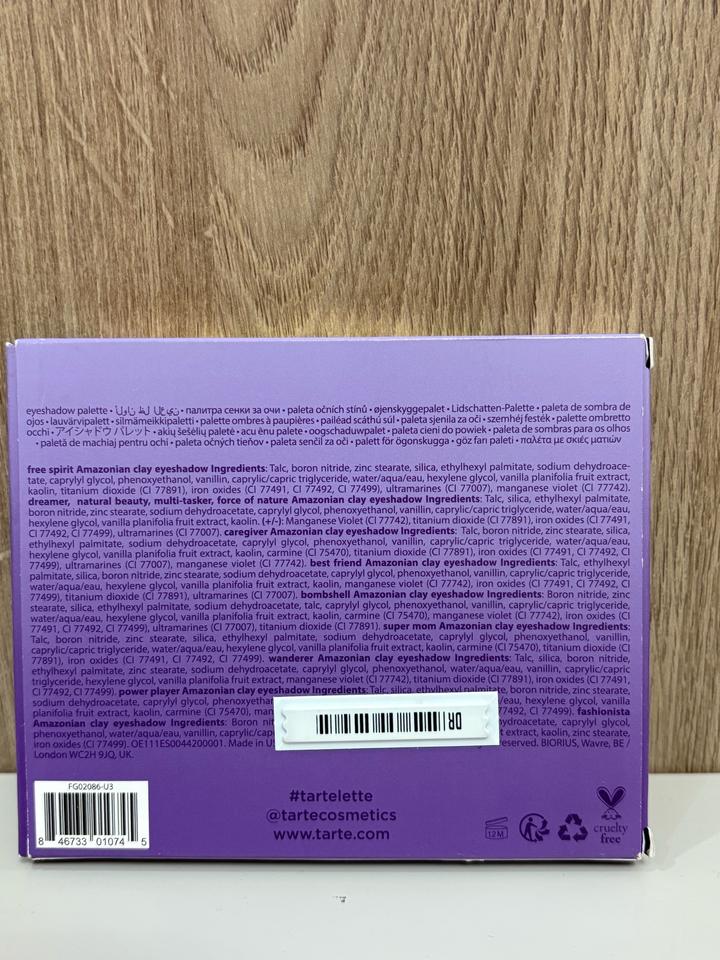 eyeshadow palette • ألوان ظل العين • палитра сенки за очи • paleta očních stínů • øjenskyggepalet • Lidschatten-Palette • paleta de sombra de
ojos • lauvärvipalett • silmämeikkipaletti • palette ombres à paupières • pailléad scáthú súl • paleta sjenila za oči • szemhéj festék • palette ombretto
occhi • アイシャドウ パレット • akių šešėlių paletė • acu ēnu palete • oogschaduwpalet • paleta cieni do powiek • paletă de sombras para os olhos
• paletă de machiaj pentru ochi • paleta očných tieňov • paleta senčil za oči • palett för ögonskugga • göz farı paleti • παλέτα με σκιές ματιών
free spirit Amazonian clay eyeshadow Ingredients: Talc, boron nitride, zinc stearate, silica, ethylhexyl palmitate, sodium dehydroace-
tate, caprylyl glycol, phenoxyethanol, vanillin, caprylic/capric triglyceride, water/aqua/eau, hexylene glycol, vanilla planifolia fruit extract,
kaolin, titanium dioxide (CI 77891), iron oxides (CI 77491, CI 77492, CI 77499), ultramarines (CI 77007), manganese violet (CI 77742).
dreamer, natural beauty, multi-tasker, force of nature Amazonian clay eyeshadow Ingredients: Talc, silica, ethylhexyl palmitate,
boron nitride, zinc stearate, sodium dehydroacetate, caprylyl glycol, phenoxyethanol, vanillin, caprylic/capric triglyceride, water/aqua/eau,
hexylene glycol, vanilla planifolia fruit extract, kaolin. (+/-): Manganese Violet (CI 77742), titanium dioxide (CI 77891), iron oxides (CI 77491,
CI 77492, CI 77499), ultramarines (CI 77007). caregiver Amazonian clay eyeshadow Ingredients: Talc, boron nitride, zinc stearate, silica,
ethylhexyl palmitate, sodium dehydroacetate, caprylyl glycol, phenoxyethanol, vanillin, caprylic/capric triglyceride, water/aqua/eau,
hexylene glycol, vanilla planifolia fruit extract, kaolin, carmine (CI 75470), titanium dioxide (CI 77891), iron oxides (CI 77491, CI 77492, CI
77499), ultramarines (CI 77007), manganese violet (CI 77742). best friend Amazonian clay eyeshadow Ingredients: Talc, ethylhexyl
palmitate, silica, boron nitride, zinc stearate, sodium dehydroacetate, caprylyl glycol, phenoxyethanol, vanillin, caprylic/capric triglyceride,
water/aqua/eau, hexylene glycol, vanilla planifolia fruit extract, kaolin, manganese violet (CI 77742), iron oxides (CI 77491, CI 77492, CI
77499), titanium dioxide (CI 77891), ultramarines (CI 77007). bombshell Amazonian clay eyeshadow Ingredients: Boron nitride, zinc
stearate, silica, ethylhexyl palmitate, sodium dehydroacetate, talc, caprylyl glycol, phenoxyethanol, vanillin, caprylic/capric triglyceride,
water/aqua/eau, hexylene glycol, vanilla planifolia fruit extract, kaolin, carmine (CI 75470), manganese violet (CI 77742), iron oxides (CI
77491, CI 77492, CI 77499), ultramarines (CI 77007), titanium dioxide (CI 77891). super mom Amazonian clay eyeshadow Ingredients:
Talc, boron nitride, zinc stearate, silica, ethylhexyl palmitate, sodium dehydroacetate, caprylyl glycol, phenoxyethanol, vanillin,
caprylic/capric triglyceride, water/aqua/eau, hexylene glycol, vanilla planifolia fruit extract, kaolin, carmine (CI 75470), titanium dioxide (CI
77891), iron oxides (CI 77491, CI 77492, CI 77499). wanderer Amazonian clay eyeshadow Ingredients: Talc, silica, boron nitride,
ethylhexyl palmitate, zinc stearate, sodium dehydroacetate, caprylyl glycol, phenoxyethanol, water/aqua/eau, vanillin, caprylic/capric
triglyceride, hexylene glycol, vanilla planifolia fruit extract, kaolin, manganese violet (CI 77742), titanium dioxide (CI 77891), iron oxides (CI 77491,
CI 77492, CI 77499). power player Amazonian clay eyeshadow Ingredients: Talc, silica, ethylhexyl palmitate, boron nitride, zinc stearate,
sodium dehydroacetate, caprylyl glycol, phenoxyethanol, hexylene glycol, vanilla
planifolia fruit extract, kaolin, carmine (CI 75470), 77492, CI 77499). fashionista
Amazonian clay eyeshadow Ingredients: Boron dehydroacetate, caprylyl glycol,
phenoxyethanol, water/aqua/eau, vanillin, caprylic/capric extract, kaolin, zinc stearate,
iron oxides (CI 77499). OE111ES0044200001. Made in reserved. BIORIUS, Wavre, BE /
London WC2H 9JQ, UK.
DR
FG02086-U3
8 46733 01074 5
#tartelette
@tartecosmetics
www.tarte.com
12M
cruelty
free